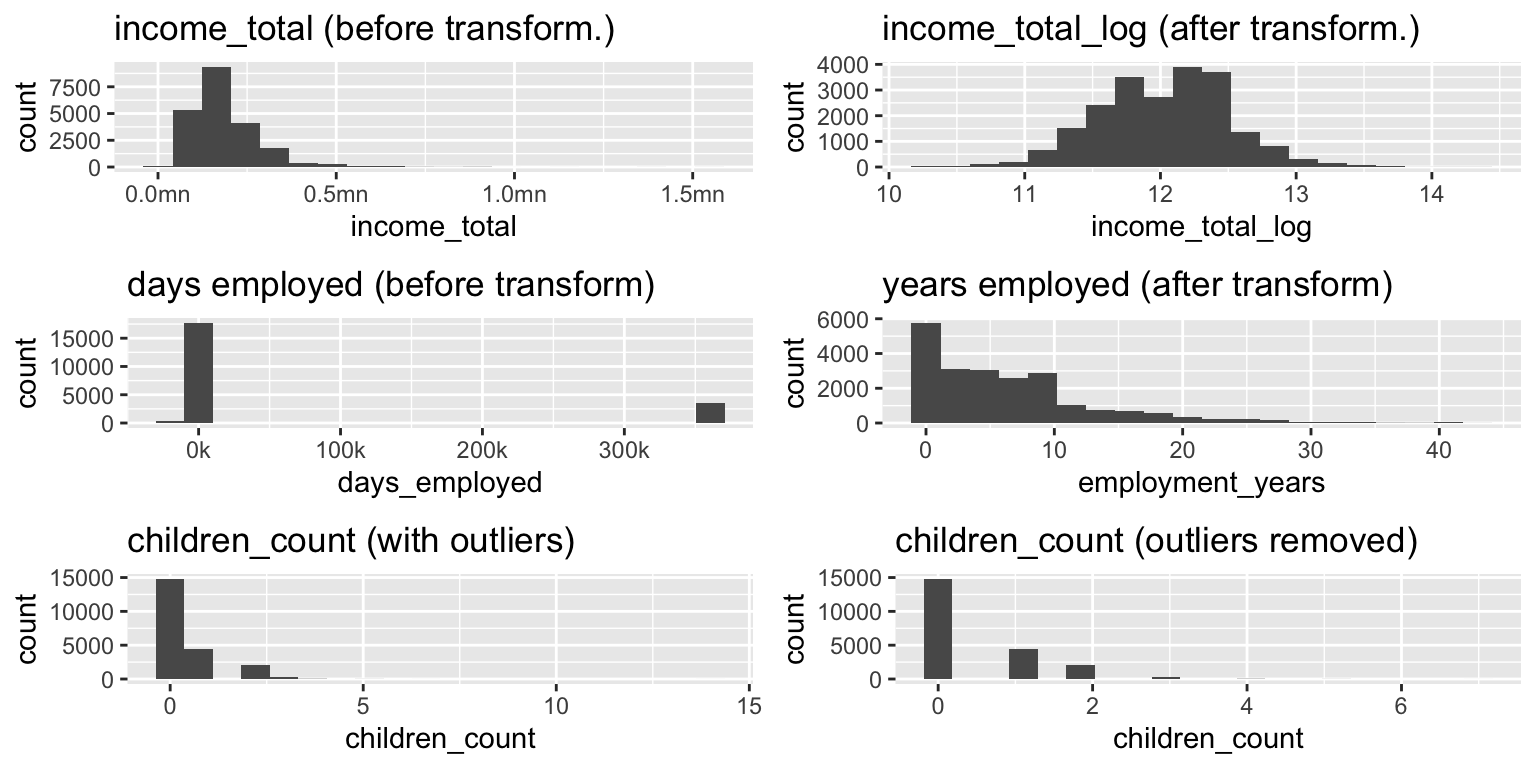 income_total (before transform.)
count
7500
5000
2500
0
0.0mn 0.5mn 1.0mn 1.5mn
income_total
income_total_log (after transform.)
count
4000
3000
2000
1000
0
10 11 12 13 14
income_total_log
days employed (before transform)
count
15000
10000
5000
0
0k 100k 200k 300k
days_employed
years employed (after transform)
count
6000
4000
2000
0
0 10 20 30 40
employment_years
children_count (with outliers)
count
15000
10000
5000
0
0 5 10 15
children_count
children_count (outliers removed)
count
15000
10000
5000
0
0 2 4 6
children_count